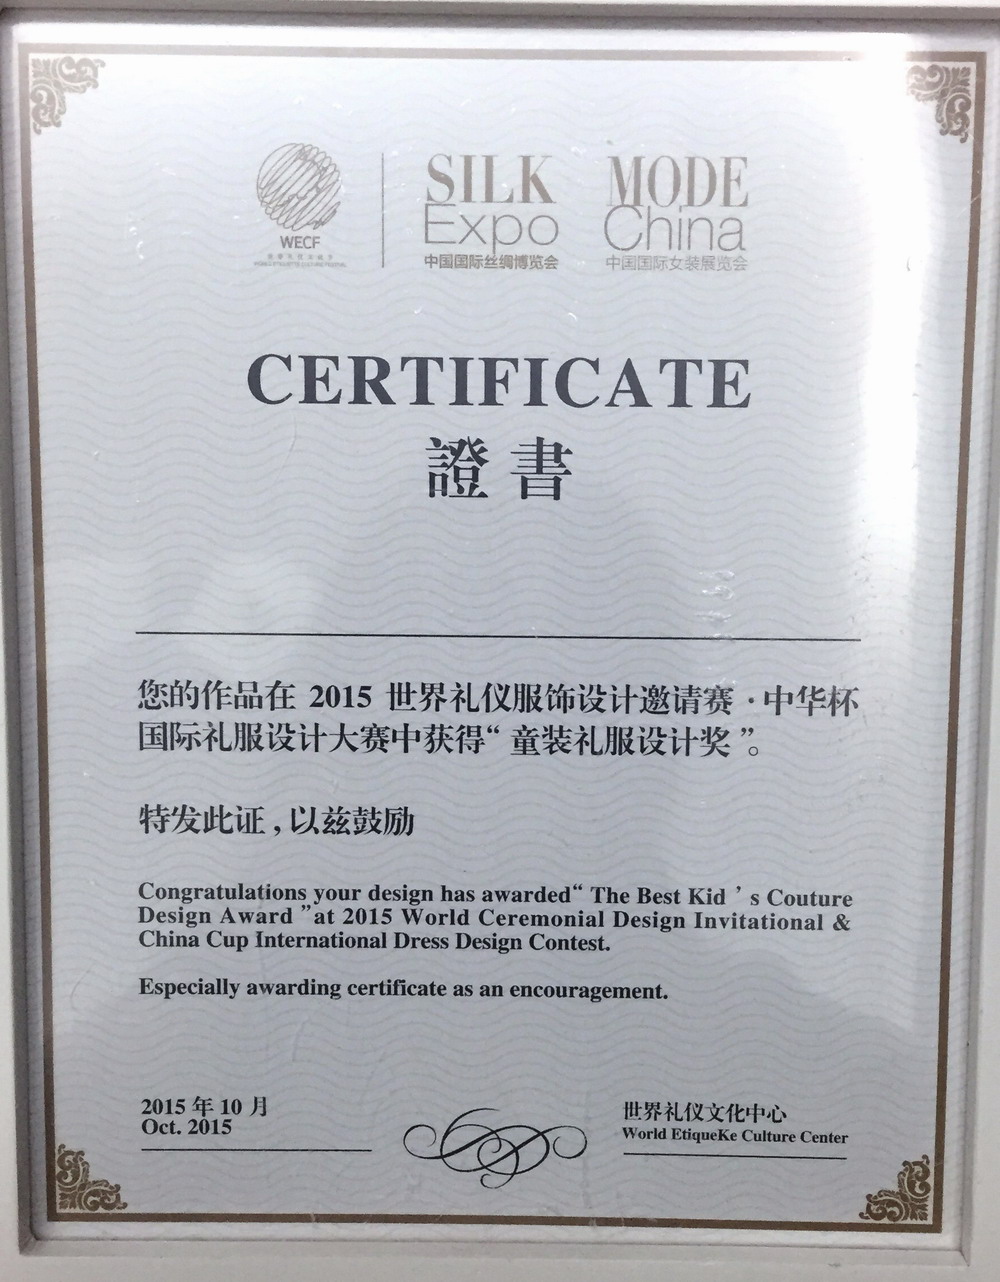 WECF
SILK
Expo
中国国际丝绸博览会
MODE
China
中国国际女装展览会
CERTIFICATE
證書
您的作品在 2015 世界礼仪服饰设计邀请赛·中华杯
国际礼服设计大赛中获得“童装礼服设计奖”。
特发此证,以兹鼓励
Congratulations your design has awarded“ The Best Kid ’ s Couture
Design Award ”at 2015 World Ceremonial Design Invitational &
China Cup International Dress Design Contest.
Especially awarding certificate as an encouragement.
2015 年 10 月
Oct. 2015
世界礼仪文化中心
World EtiqueKe Culture Center